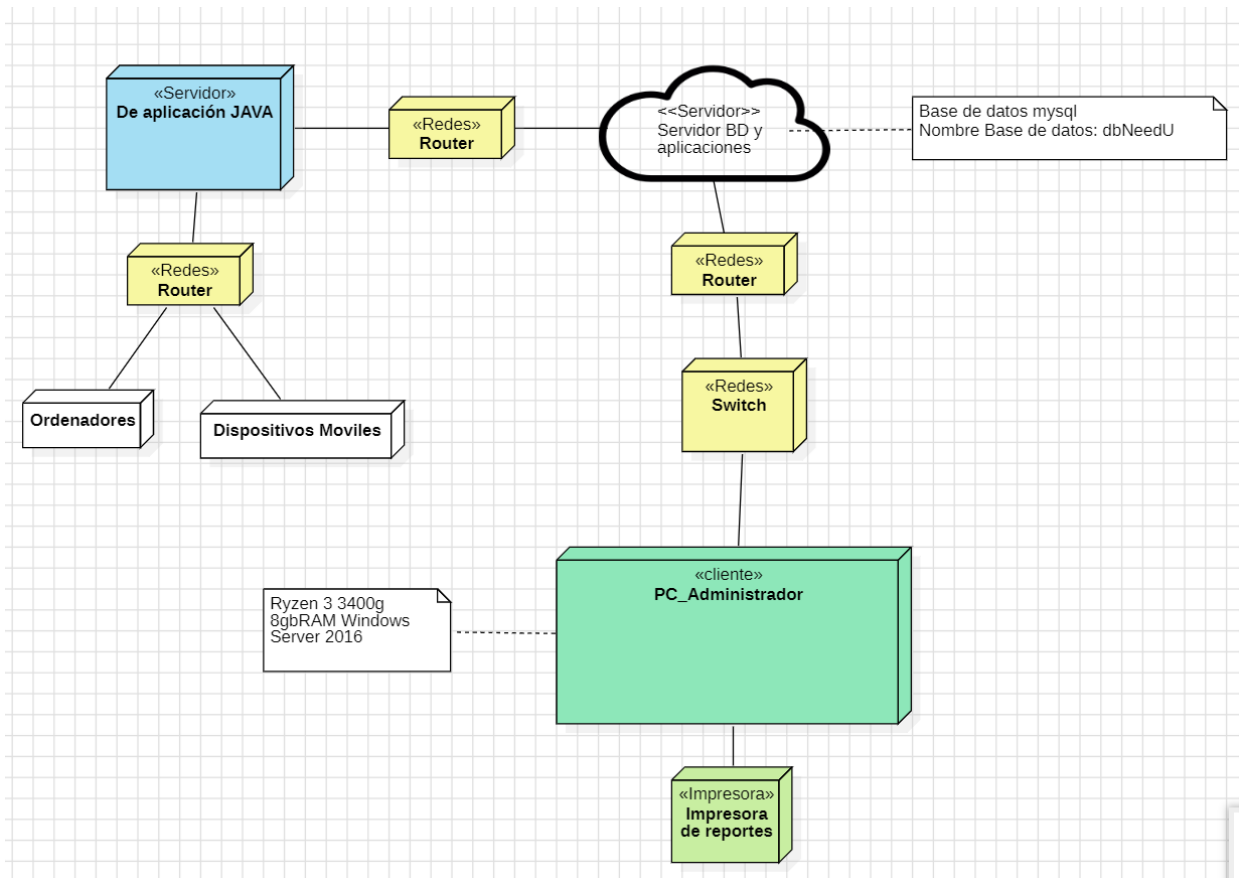 «Servidor»
De aplicación JAVA
«Redes»
Router
<<Servidor>>
Servidor BD y
aplicaciones
Base de datos mysql
Nombre Base de datos: dbNeedU
«Redes»
Router
«Redes»
Router
Ordenadores
Dispositivos Moviles
«Redes»
Switch
«cliente»
PC_Administrador
Ryzen 3 3400g
8gbRAM Windows
Server 2016
«Impresora»
Impresora
de reportes